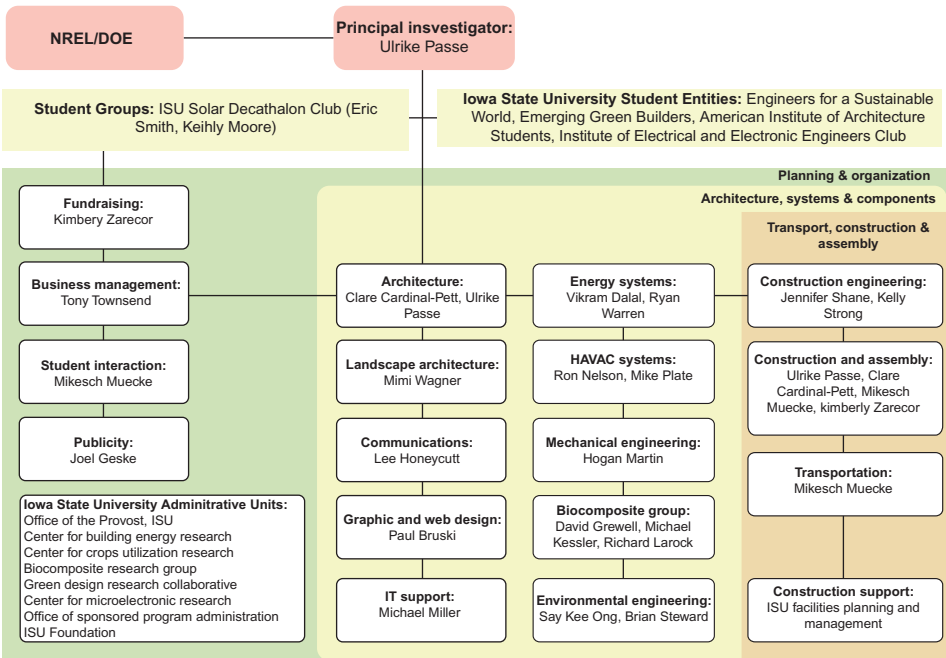 NREL/DOE
Principal insvestigator:
Ulrike Passe
Student Groups: ISU Solar Decathalon Club (Eric
Smith, Keihly Moore)
Iowa State University Student Entities: Engineers for a Sustainable
World, Emerging Green Builders, American Institute of Architecture
Students, Institute of Electrical and Electronic Engineers Club
Planning & organization
Architecture, systems & components
Transport, construction &
assembly
Fundraising:
Kimbery Zarecor
Business management:
Tony Townsend
Student interaction:
Mikesch Muecke
Publicity:
Joel Geske
Iowa State University Adminitrative Units:
Office of the Provost, ISU
Center for building energy research
Center for crops utilization research
Biocomposite research group
Green design research collaborative
Center for microelectronic research
Office of sponsored program administration
ISU Foundation
Architecture:
Clare Cardinal-Pett, Ulrike
Passe
Landscape architecture:
Mimi Wagner
Communications:
Lee Honeycutt
Graphic and web design:
Paul Bruski
IT support:
Michael Miller
Energy systems:
Vikram Dalal, Ryan
Warren
HAVAC systems:
Ron Nelson, Mike Plate
Mechanical engineering:
Hogan Martin
Biocomposite group:
David Grewell, Michael
Kessler, Richard Larock
Environmental engineering:
Say Kee Ong, Brian Steward
Construction engineering:
Jennifer Shane, Kelly
Strong
Construction and assembly:
Ulrike Passe, Clare
Cardinal-Pett, Mikesch
Muecke, kimberly Zarecor
Transportation:
Mikesch Muecke
Construction support:
ISU facilities planning and
management